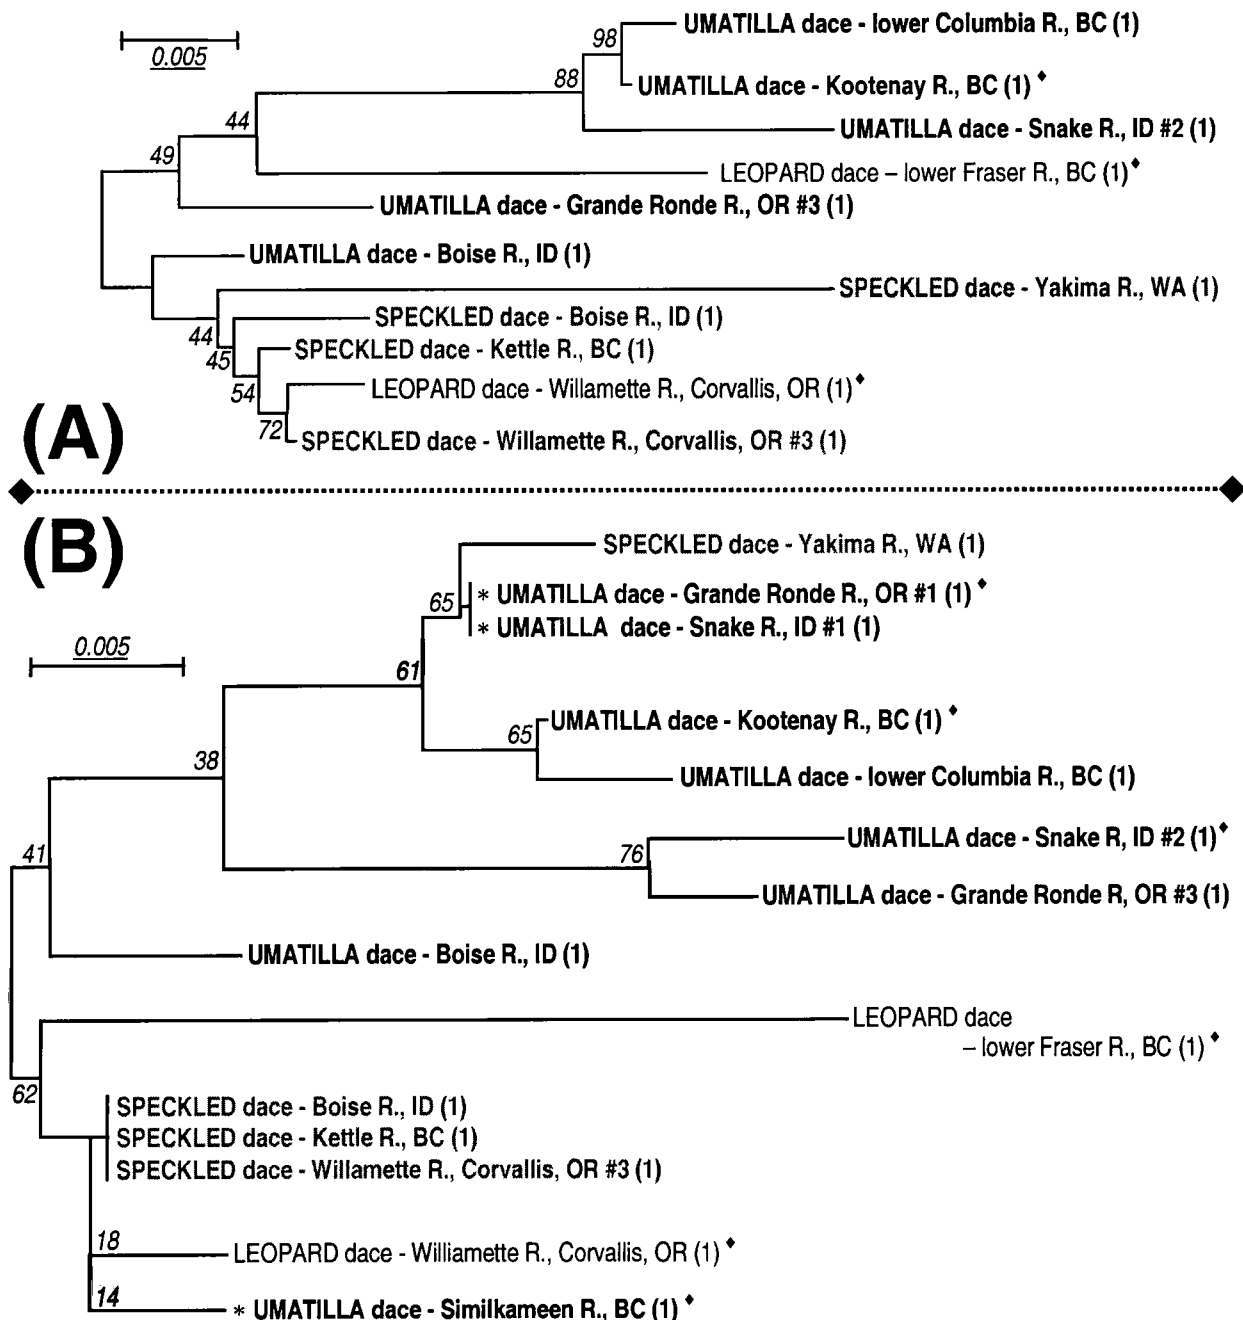 UMATILLA dace - lower Columbia R., BC (1)
98
0.005
UMATILLA dace - Kootenay R., BC (1) ♦
88
UMATILLA dace - Snake R., ID #2 (1)
44
49
LEOPARD dace – lower Fraser R., BC (1) ♦
UMATILLA dace - Grande Ronde R., OR #3 (1)
UMATILLA dace - Boise R., ID (1)
SPECKLED dace - Yakima R., WA (1)
SPECKLED dace - Boise R., ID (1)
44
SPECKLED dace - Kettle R., BC (1)
45
LEOPARD dace - Willamette R., Corvallis, OR (1) ♦
54
72
SPECKLED dace - Willamette R., Corvallis, OR #3 (1)
(A)
(B)
SPECKLED dace - Yakima R., WA (1)
* UMATILLA dace - Grande Ronde R., OR #1 (1) ♦
65
* UMATILLA dace - Snake R., ID #1 (1)
0.005
61
UMATILLA dace - Kootenay R., BC (1) ♦
65
38
UMATILLA dace - lower Columbia R., BC (1)
UMATILLA dace - Snake R, ID #2 (1) ♦
41
76
UMATILLA dace - Grande Ronde R, OR #3 (1)
UMATILLA dace - Boise R., ID (1)
LEOPARD dace
– lower Fraser R., BC (1) ♦
62
SPECKLED dace - Boise R., ID (1)
SPECKLED dace - Kettle R., BC (1)
SPECKLED dace - Willamette R., Corvallis, OR #3 (1)
18
LEOPARD dace - Williamette R., Corvallis, OR (1) ♦
14
* UMATILLA dace - Similkameen R., BC (1) ♦